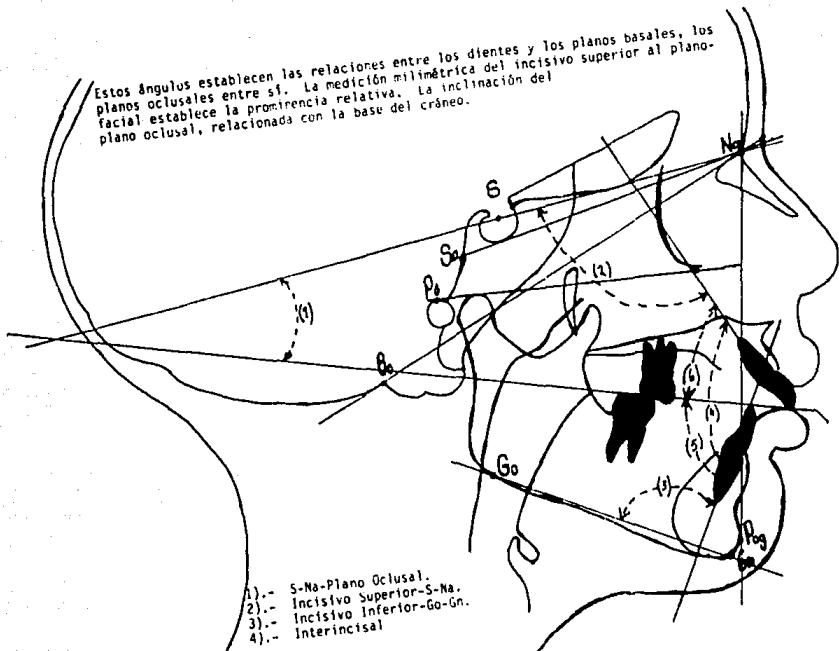 Estos ángulos establecen las relaciones entre los dientes y los planos basales, los
planos oclusales entre sí. La medición milimétrica del incisivo superior al plano-
facial establece la prominencia relativa. La inclinación del
plano oclusal, relacionada con la base del cráneo.
Na
S
(2)
Po
(1)
Bo
(6)
(4)
(5)
Go
(3)
Pog
Gn
1).- S-Na-Plano Oclusal.
2).- Incisivo Superior-S-Na.
3).- Incisivo Inferior-Go-Gn.
4).- Interincisal